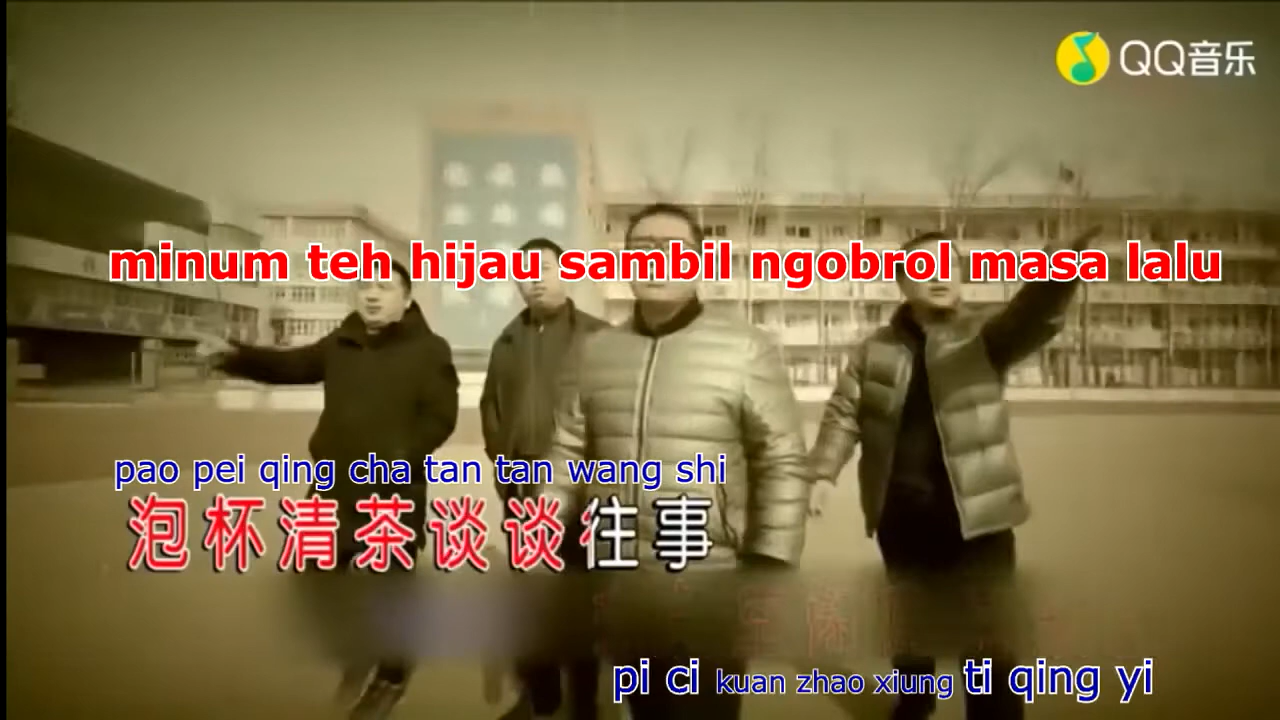 QQ音乐
minum teh hijau sambil ngobrol masa lalu
pao pei qing cha tan tan wang shi
泡杯清茶谈谈往事
pi ci kuan zhao xiung ti qing yi